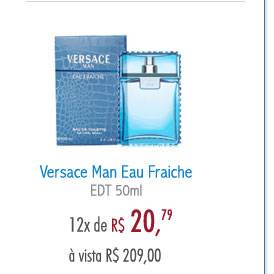 VERSACE
MAN
EAU FRAICHE
Versace Man Eau Fraiche
EDT 50ml
12x de R$ 20,79
à vista R$ 209,00